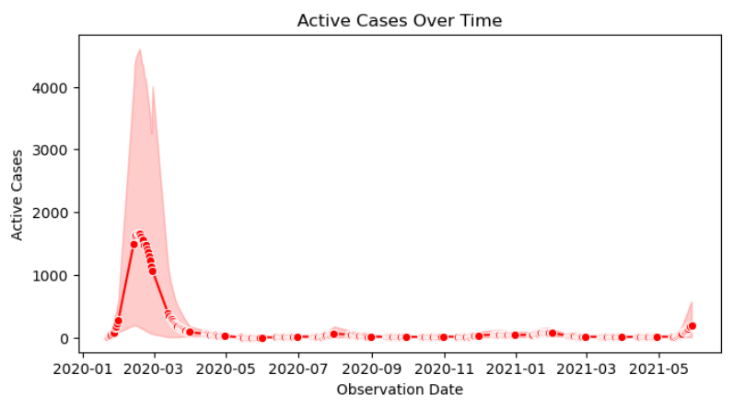 Active Cases Over Time
Active Cases
4000
3000
2000
1000
0
2020-01 2020-03 2020-05 2020-07 2020-09 2020-11 2021-01 2021-03 2021-05
Observation Date